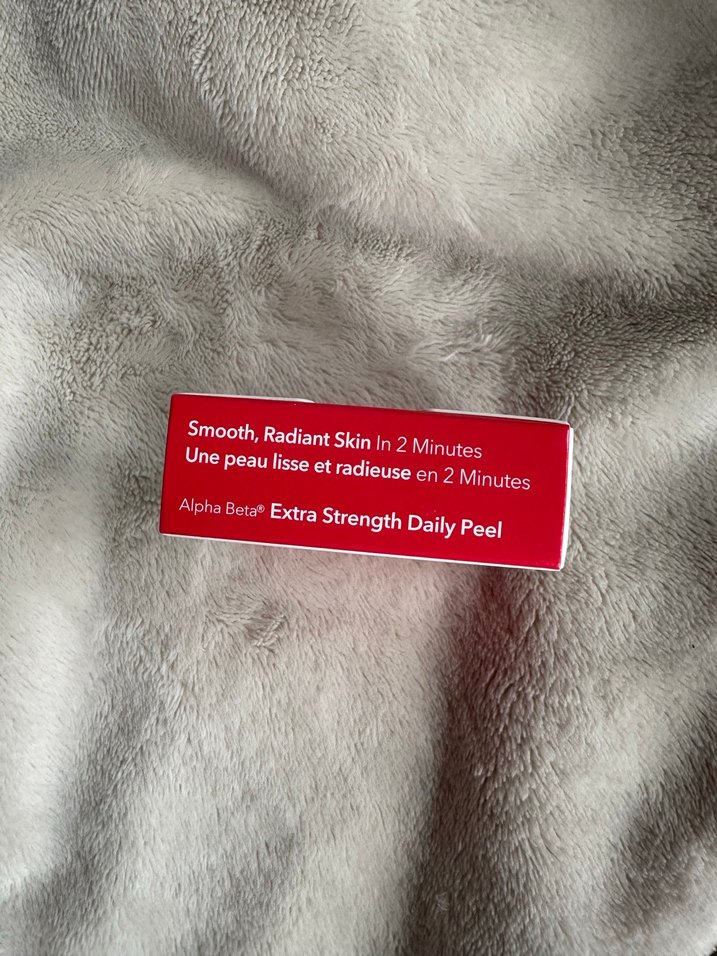 Smooth, Radiant Skin In 2 Minutes
Une peau lisse et radieuse en 2 Minutes
Alpha Beta® Extra Strength Daily Peel